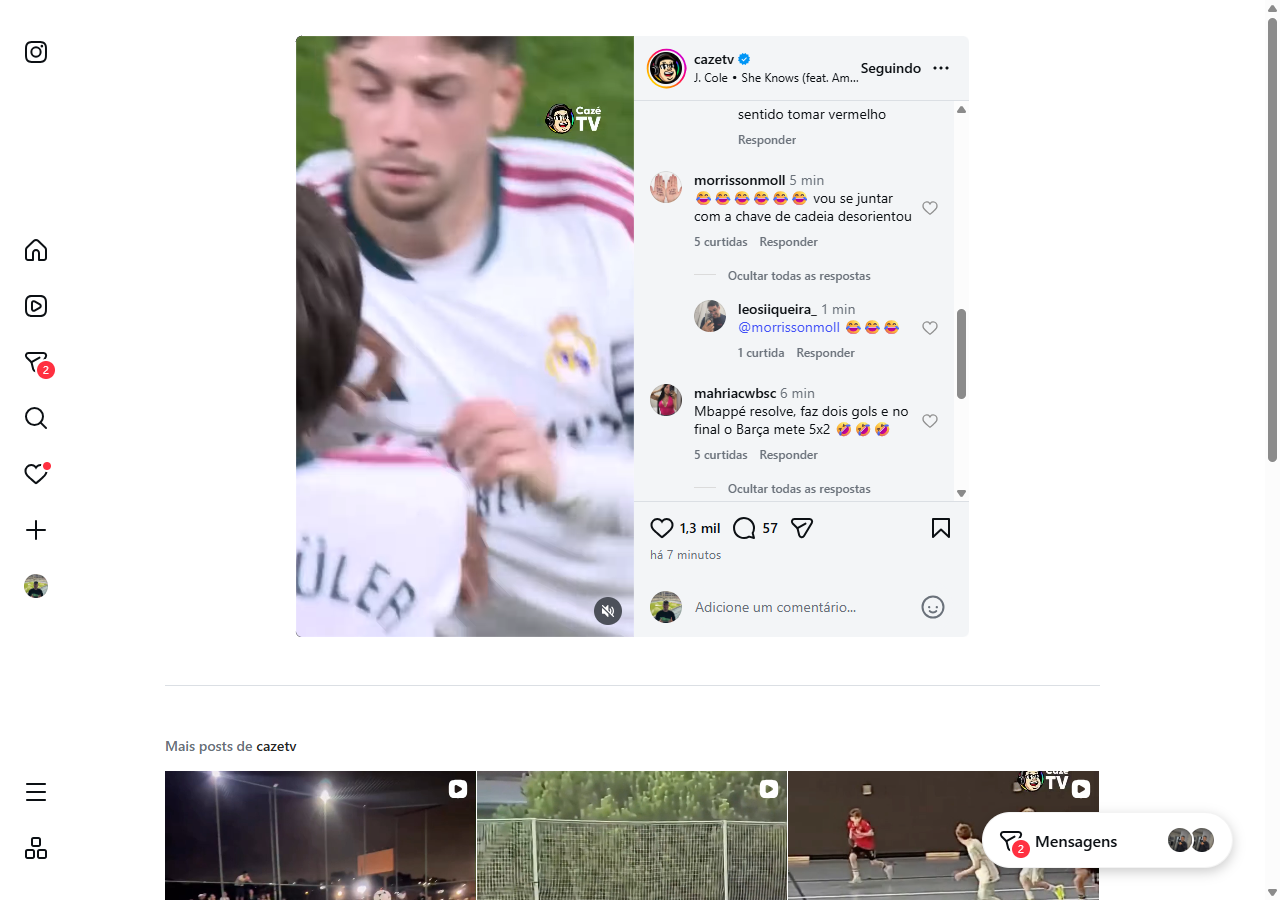 Cazé
TV
ÜLER
cazetv
J. Cole • She Knows (feat. Am...
Seguindo
sentido tomar vermelho
Responder
morrissonmoll 5 min
😂😂😂😂😂😂 vou se juntar
com a chave de cadeia desorientou
5 curtidas Responder
Ocultar todas as respostas
leosiiqueira_ 1 min
@morrissonmoll 😂😂😂
1 curtida Responder
mahriacwbsc 6 min
Mbappé resolve, faz dois gols e no
final o Barça mete 5x2 🤣🤣🤣
5 curtidas Responder
Ocultar todas as respostas
1,3 mil 57
há 7 minutos
Adicione um comentário...
2
Mais posts de cazetv
TV
2
Mensagens